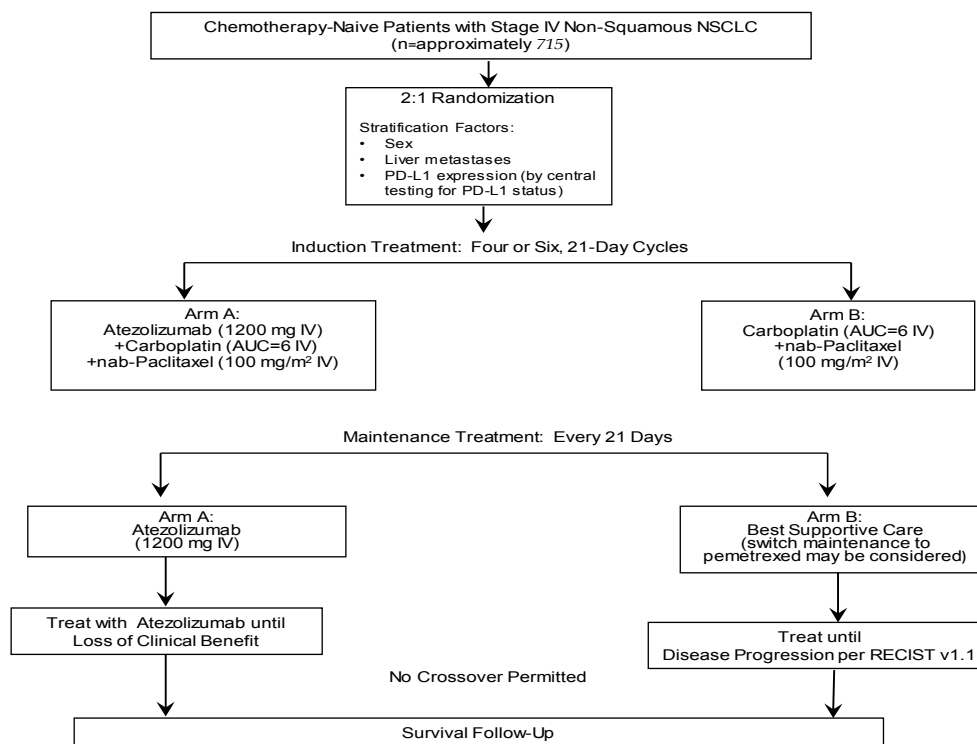 Chemotherapy-Naive Patients with Stage IV Non-Squamous NSCLC
(n=approximately 715)
2:1 Randomization
Stratification Factors:
• Sex
• Liver metastases
• PD-L1 expression (by central
testing for PD-L1 status)
Induction Treatment: Four or Six, 21-Day Cycles
Arm A:
Atezolizumab (1200 mg IV)
+Carboplatin (AUC=6 IV)
+nab-Paclitaxel (100 mg/m² IV)
Arm B:
Carboplatin (AUC=6 IV)
+nab-Paclitaxel
(100 mg/m² IV)
Maintenance Treatment: Every 21 Days
Arm A:
Atezolizumab
(1200 mg IV)
Arm B:
Best Supportive Care
(switch maintenance to
pemetrexed may be considered)
Treat with Atezolizumab until
Loss of Clinical Benefit
Treat until
Disease Progression per RECIST v1.1
No Crossover Permitted
Survival Follow-Up